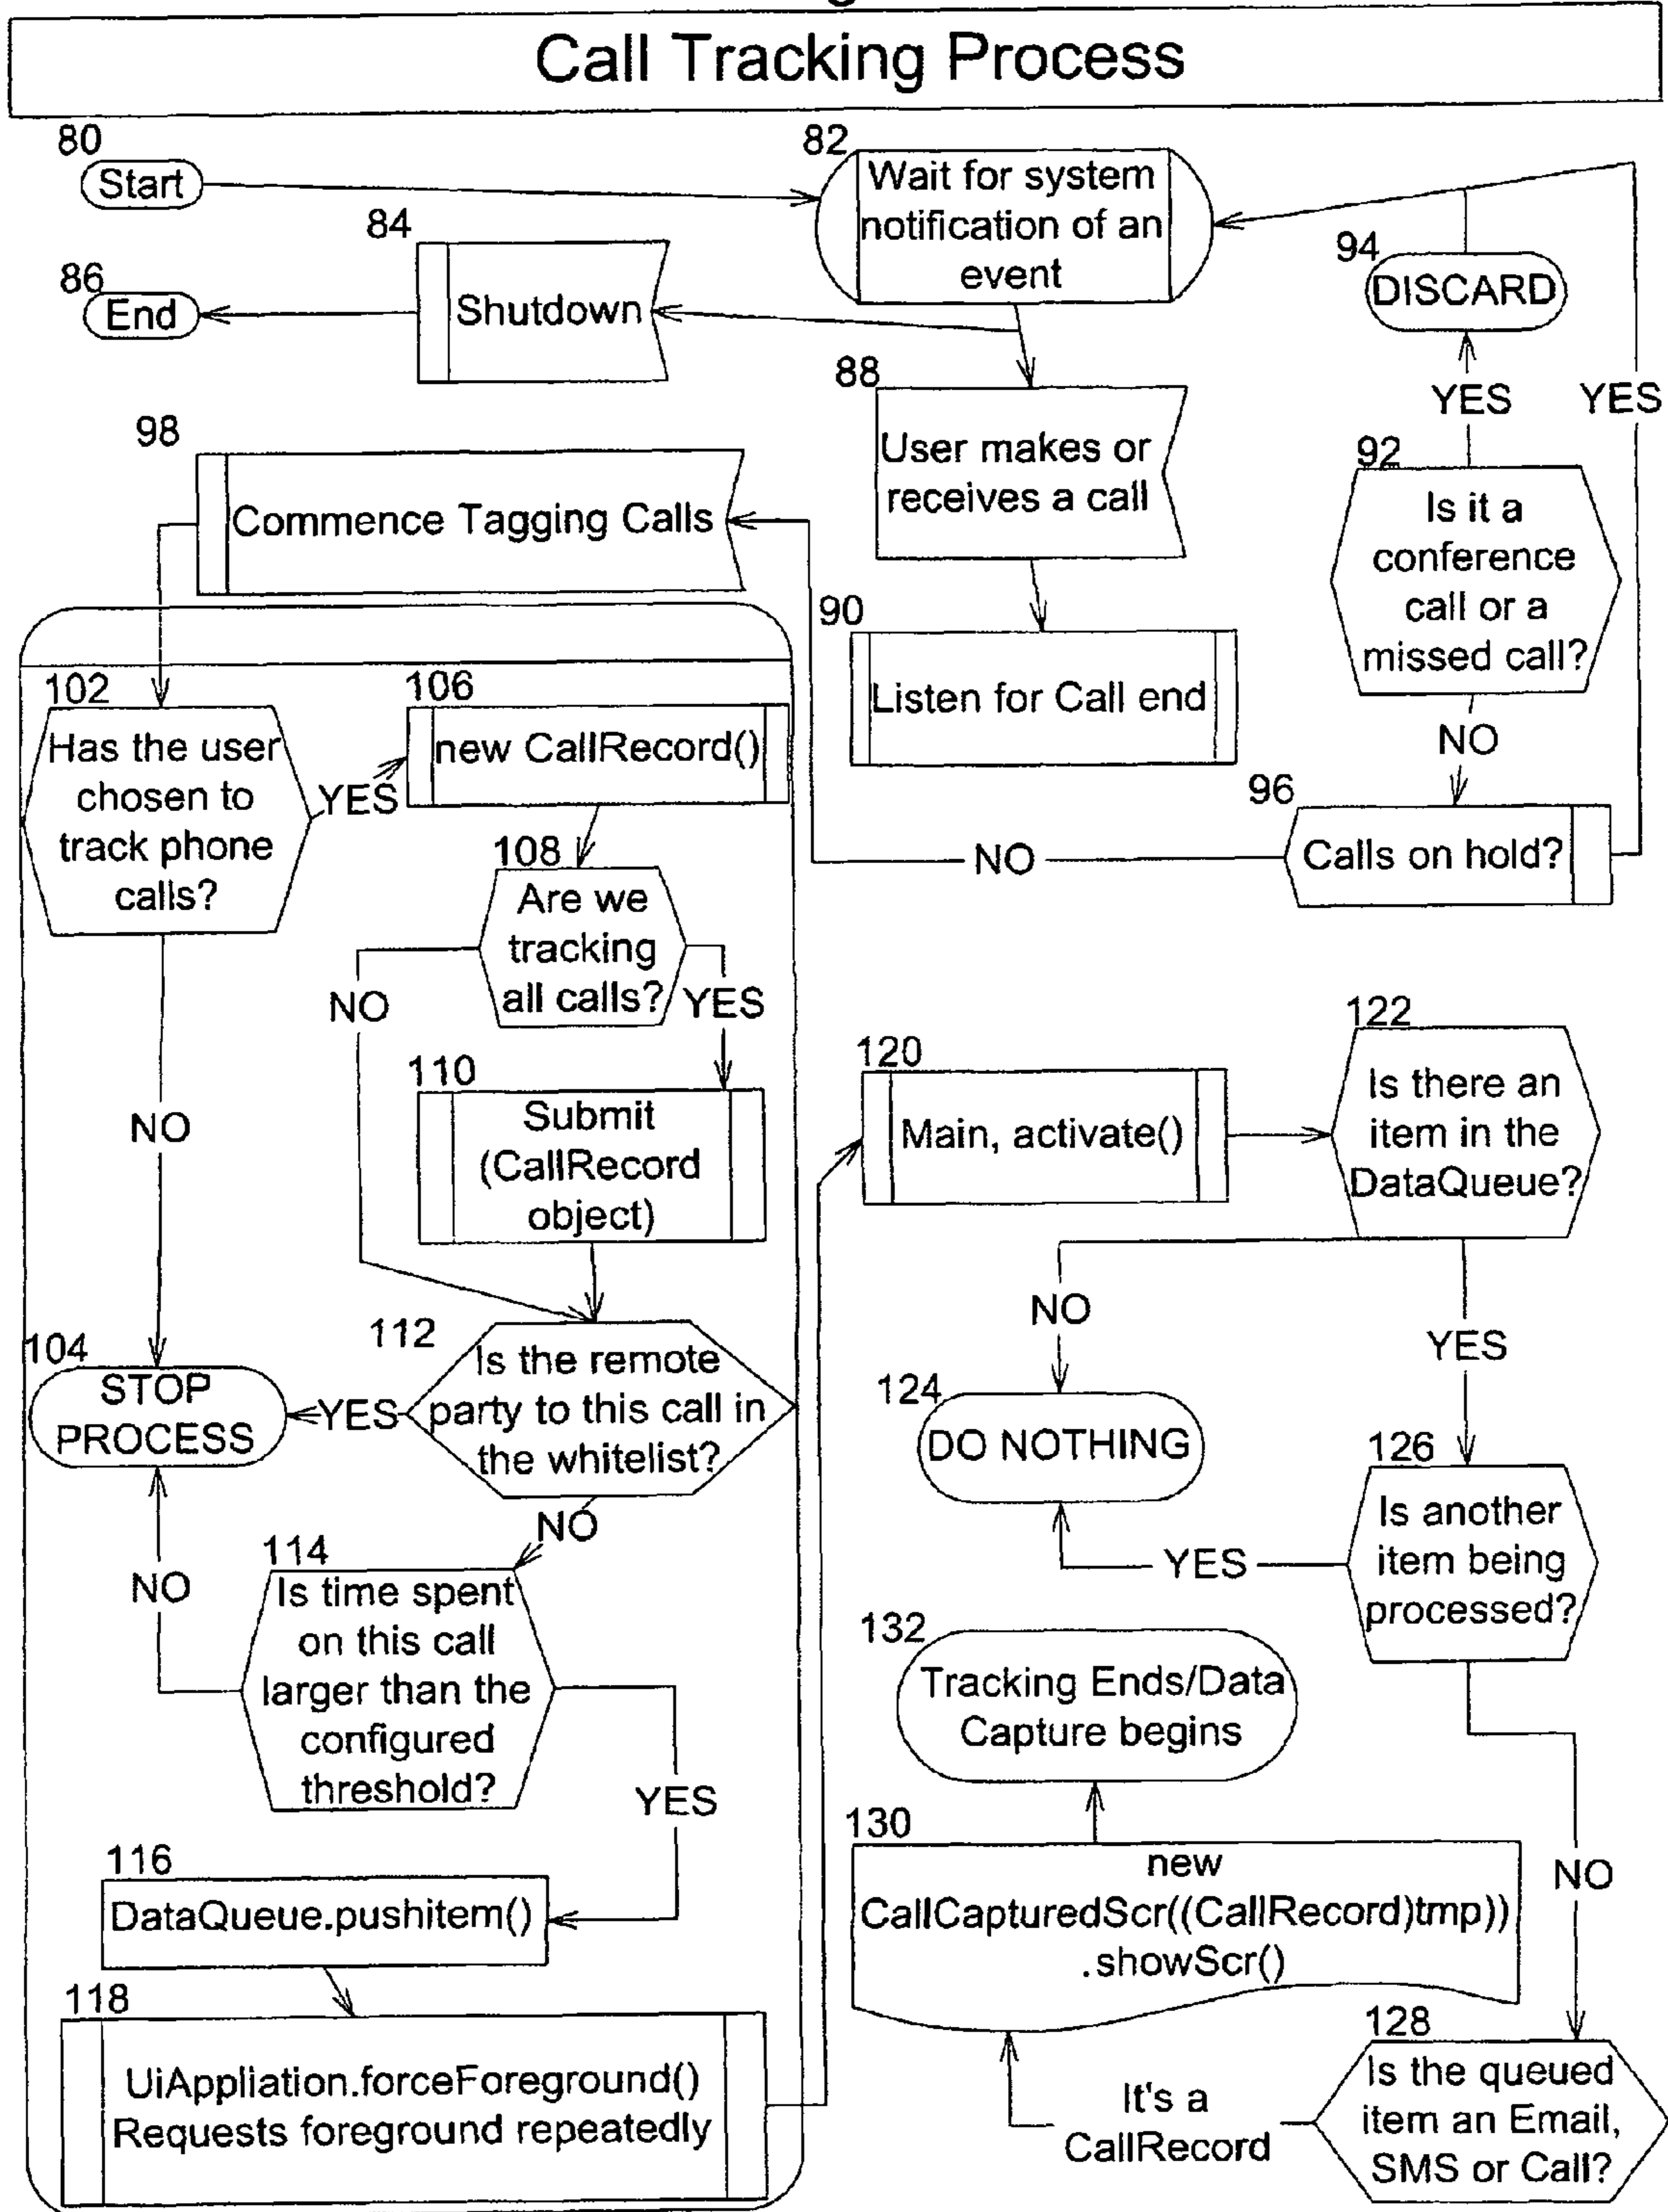 Call Tracking Process
80
Start
82
Wait for system
notification of an
event
84
Shutdown
86
End
88
User makes or
receives a call
90
Listen for Call end
92
Is it a
conference
call or a
missed call?
YES
94
DISCARD
YES
NO
96
Calls on hold?
NO
98
Commence Tagging Calls
102
Has the user
chosen to
track phone
calls?
YES
NO
104
STOP
PROCESS
106
new CallRecord()
108
Are we
tracking
all calls?
NO
YES
110
Submit
(CallRecord
object)
112
Is the remote
party to this call in
the whitelist?
YES
NO
114
Is time spent
on this call
larger than the
configured
threshold?
NO
YES
116
DataQueue.pushitem()
118
UiAppliation.forceForeground()
Requests foreground repeatedly
120
Main, activate()
122
Is there an
item in the
DataQueue?
NO
YES
124
DO NOTHING
126
Is another
item being
processed?
YES
NO
128
Is the queued
item an Email,
SMS or Call?
It's a
CallRecord
130
new
CallCapturedScr((CallRecord)tmp))
.showScr()
132
Tracking Ends/Data
Capture begins